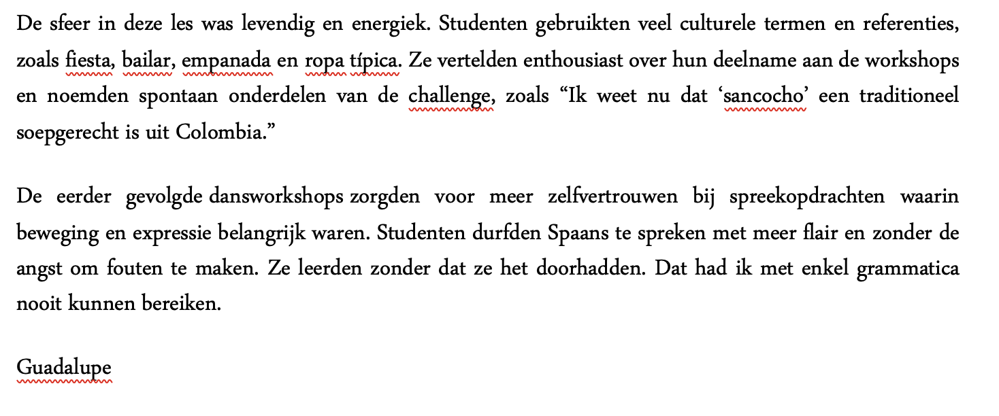 De sfeer in deze les was levendig en energiek. Studenten gebruikten veel culturele termen en referenties,
zoals fiesta, bailar, empanada en ropa típica. Ze vertelden enthousiast over hun deelname aan de workshops
en noemden spontaan onderdelen van de challenge, zoals “Ik weet nu dat ‘sancocho’ een traditioneel
soepgerecht is uit Colombia.”
De eerder gevolgde dansworkshops zorgden voor meer zelfvertrouwen bij spreekopdrachten waarin
beweging en expressie belangrijk waren. Studenten durfden Spaans te spreken met meer flair en zonder de
angst om fouten te maken. Ze leerden zonder dat ze het doorhadden. Dat had ik met enkel grammatica
nooit kunnen bereiken.
Guadalupe